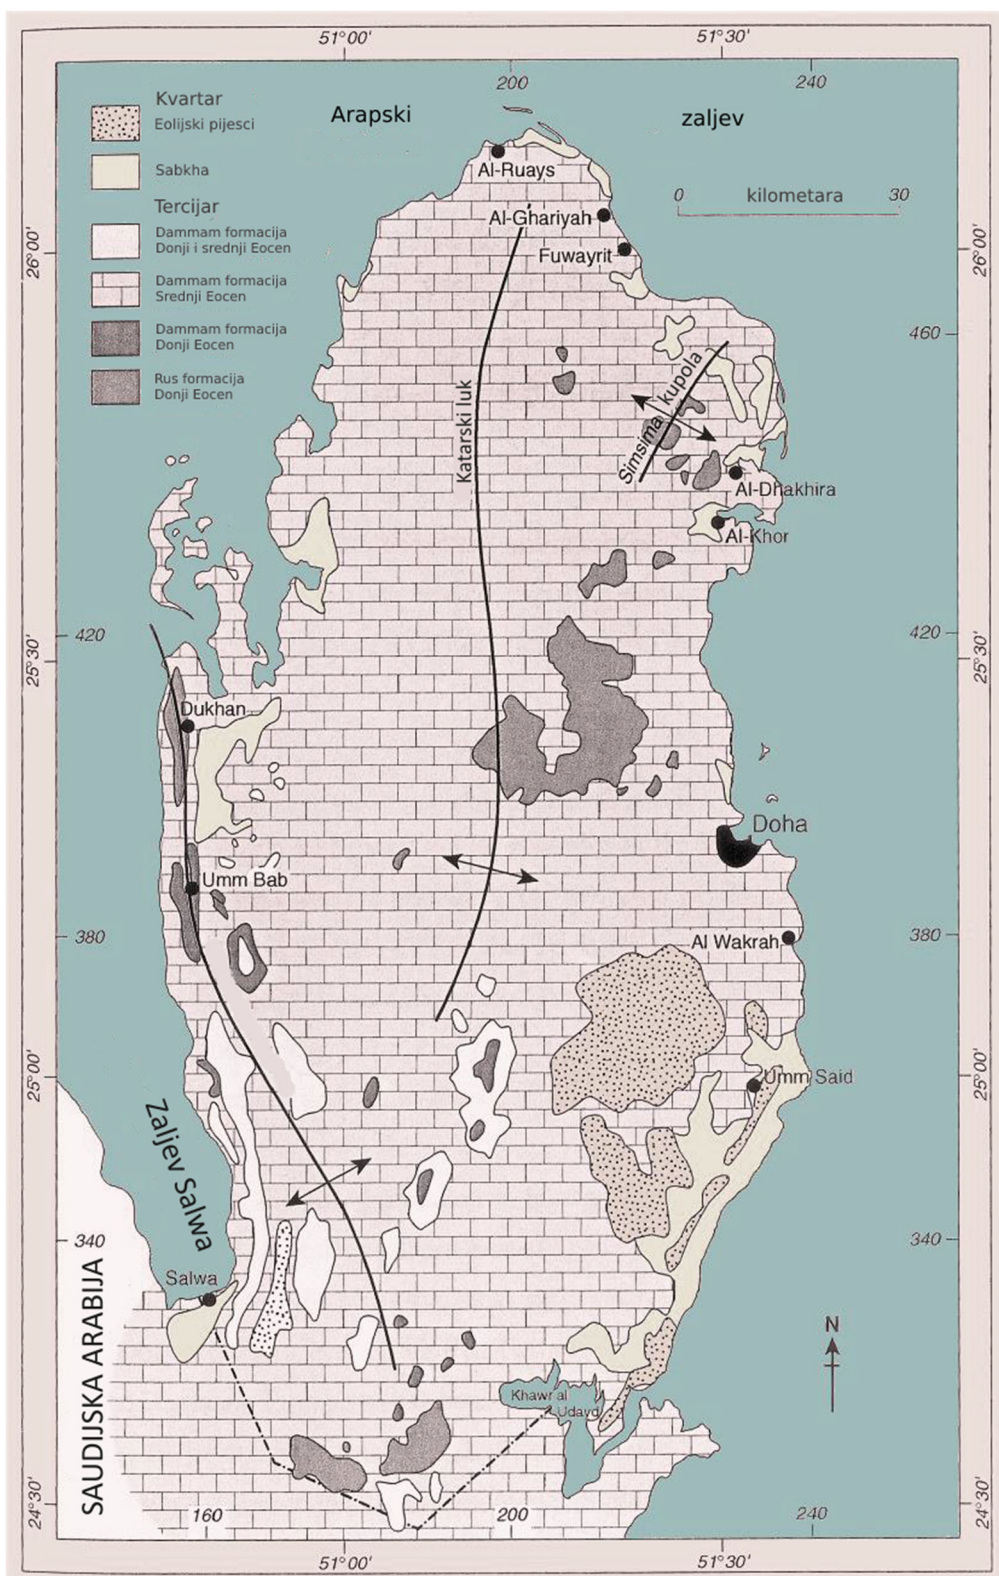 51°00'
51°30'
200
240
Kvartar
Eolijski pijesci
Sabkha
Tercijar
Dammam formacija
Donji i srednji Eocen
Dammam formacija
Srednji Eocen
Dammam formacija
Donji Eocen
Rus formacija
Donji Eocen
Arapski
zaljev
0
kilometara
30
26°00'
26°00'
Al-Ruays
Al-Ghariyah
Fuwayrit
460
Katarski luk
Simsima kupola
Al-Dhakhira
Al-Khor
420
420
25°30'
25°30'
Dukhan
Doha
Umm Bab
380
380
Al Wakrah
25°00'
25°00'
Umm Said
Zaljev Salwa
340
340
Salwa
SAUDIJSKA ARABIJA
N
Khawr al
Udayd
24°30'
24°30'
160
200
240
51°00'
51°30'